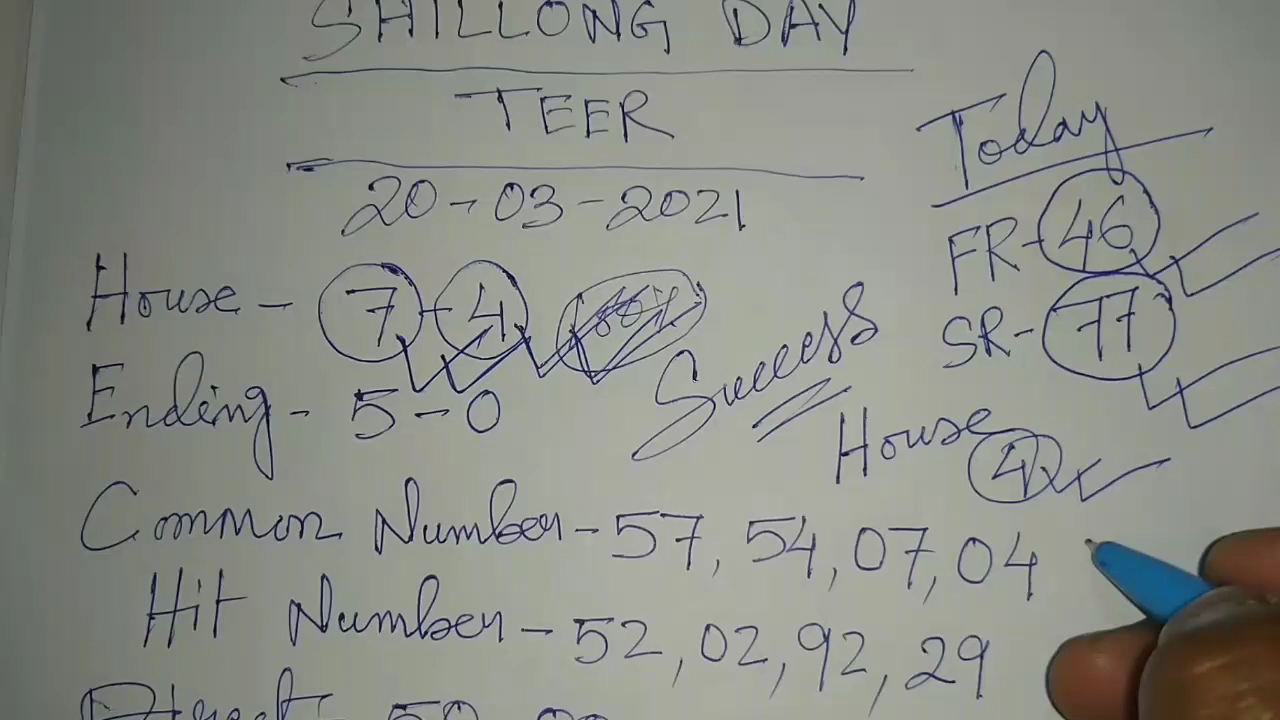 SHILLONG DAY
TEER
20-03-2021
House - 7-4
Ending - 5-0
Success
Today
FR-46
SR-77
House 4
Common Number - 57, 54, 07, 04
Hit Number - 52, 02, 92, 29
Direct -